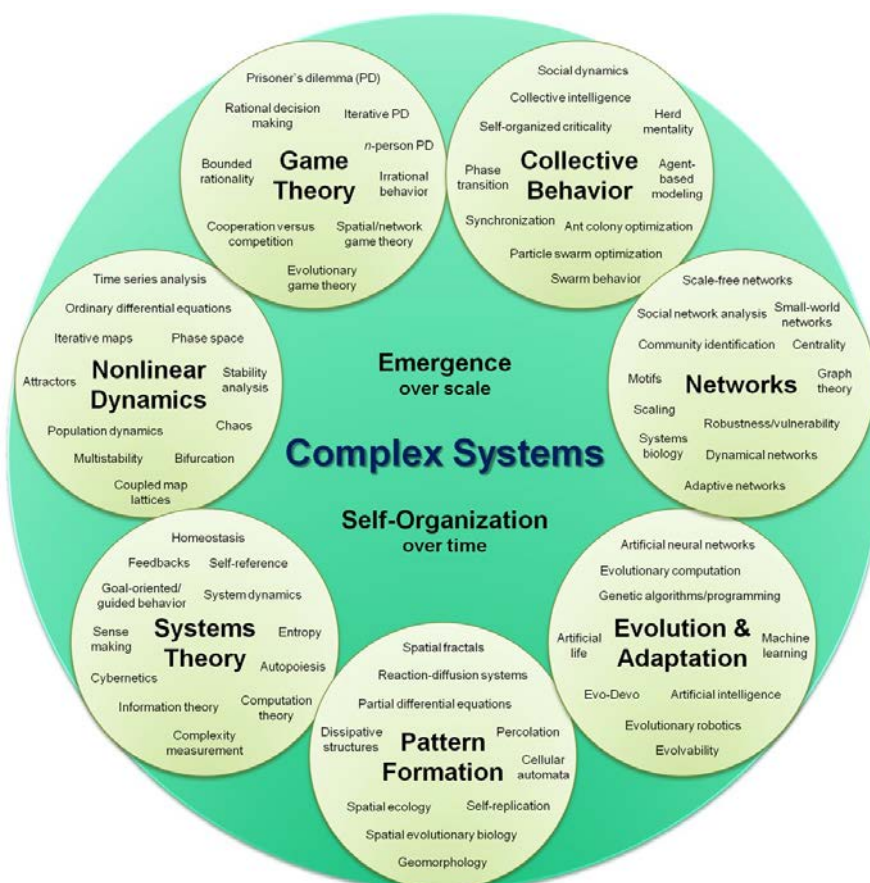 Prisoner's dilemma (PD)
Rational decision
making
Iterative PD
n-person PD
Bounded
rationality
Game
Theory
Irrational
behavior
Cooperation versus
competition
Spatial/network
game theory
Evolutionary
game theory
Social dynamics
Collective intelligence
Herd
mentality
Self-organized criticality
Phase
transition
Collective
Behavior
Agent-
based
modeling
Synchronization
Ant colony optimization
Particle swarm optimization
Swarm behavior
Time series analysis
Ordinary differential equations
Iterative maps
Phase space
Attractors
Nonlinear
Dynamics
Stability
analysis
Chaos
Population dynamics
Multistability
Bifurcation
Coupled map
lattices
Emergence
over scale
Complex Systems
Self-Organization
over time
Scale-free networks
Social network analysis
Small-world
networks
Community identification
Centrality
Motifs
Networks
Graph
theory
Scaling
Robustness/vulnerability
Systems
biology
Dynamical networks
Adaptive networks
Homeostasis
Feedbacks
Self-reference
Goal-oriented/
guided behavior
System dynamics
Sense
making
Systems
Theory
Entropy
Autopoiesis
Cybernetics
Information theory
Computation
theory
Complexity
measurement
Spatial fractals
Reaction-diffusion systems
Partial differential equations
Dissipative
structures
Pattern
Formation
Percolation
Cellular
automata
Spatial ecology
Self-replication
Spatial evolutionary biology
Geomorphology
Artificial neural networks
Evolutionary computation
Genetic algorithms/programming
Artificial
life
Evolution &
Adaptation
Machine
learning
Evo-Devo
Artificial intelligence
Evolutionary robotics
Evolvability